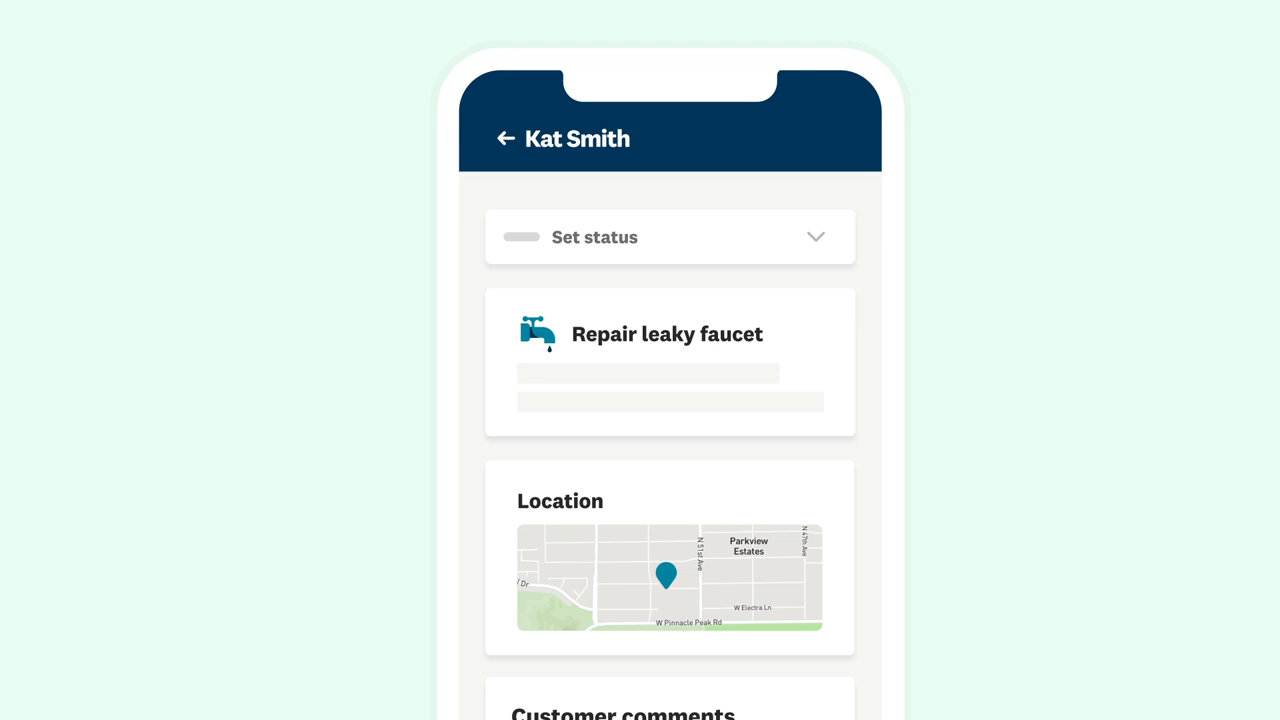 Kat Smith
Set status
Repair leaky faucet
Location
N 51st Ave
Parkview
Estates
N 47th Ave
/ Dr
W Electra Ln
W Pinnacle Peak Rd
Customer comments